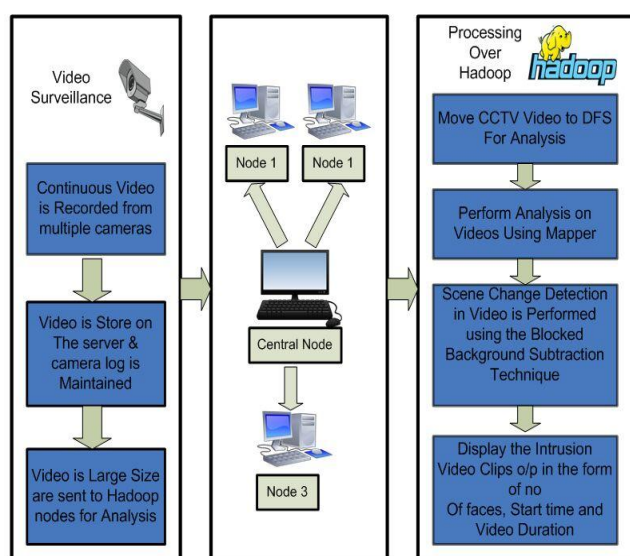 Video
Surveillance
Continuous Video
is Recorded from
multiple cameras
Video is Store on
The server &
camera log is
Maintained
Video is Large Size
are sent to Hadoop
nodes for Analysis
Node 1
Node 1
Central Node
Node 3
Processing
Over
Hadoop
hadoop
Move CCTV Video to DFS
For Analysis
Perform Analysis on
Videos Using Mapper
Scene Change Detection
in Video is Performed
using the Blocked
Background Subtraction
Technique
Display the Intrusion
Video Clips o/p in the form
of no
Of faces, Start time and
Video Duration